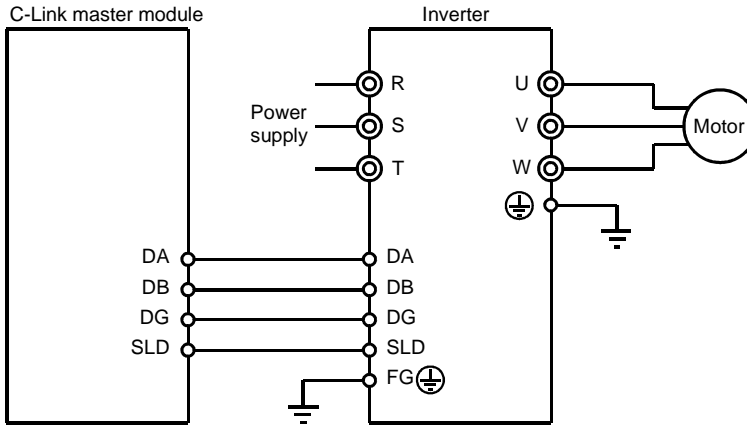 C-Link master module
Inverter
R
U
Power
supply
S
V
Motor
T
W
DA
DA
DB
DB
DG
DG
SLD
SLD
FG